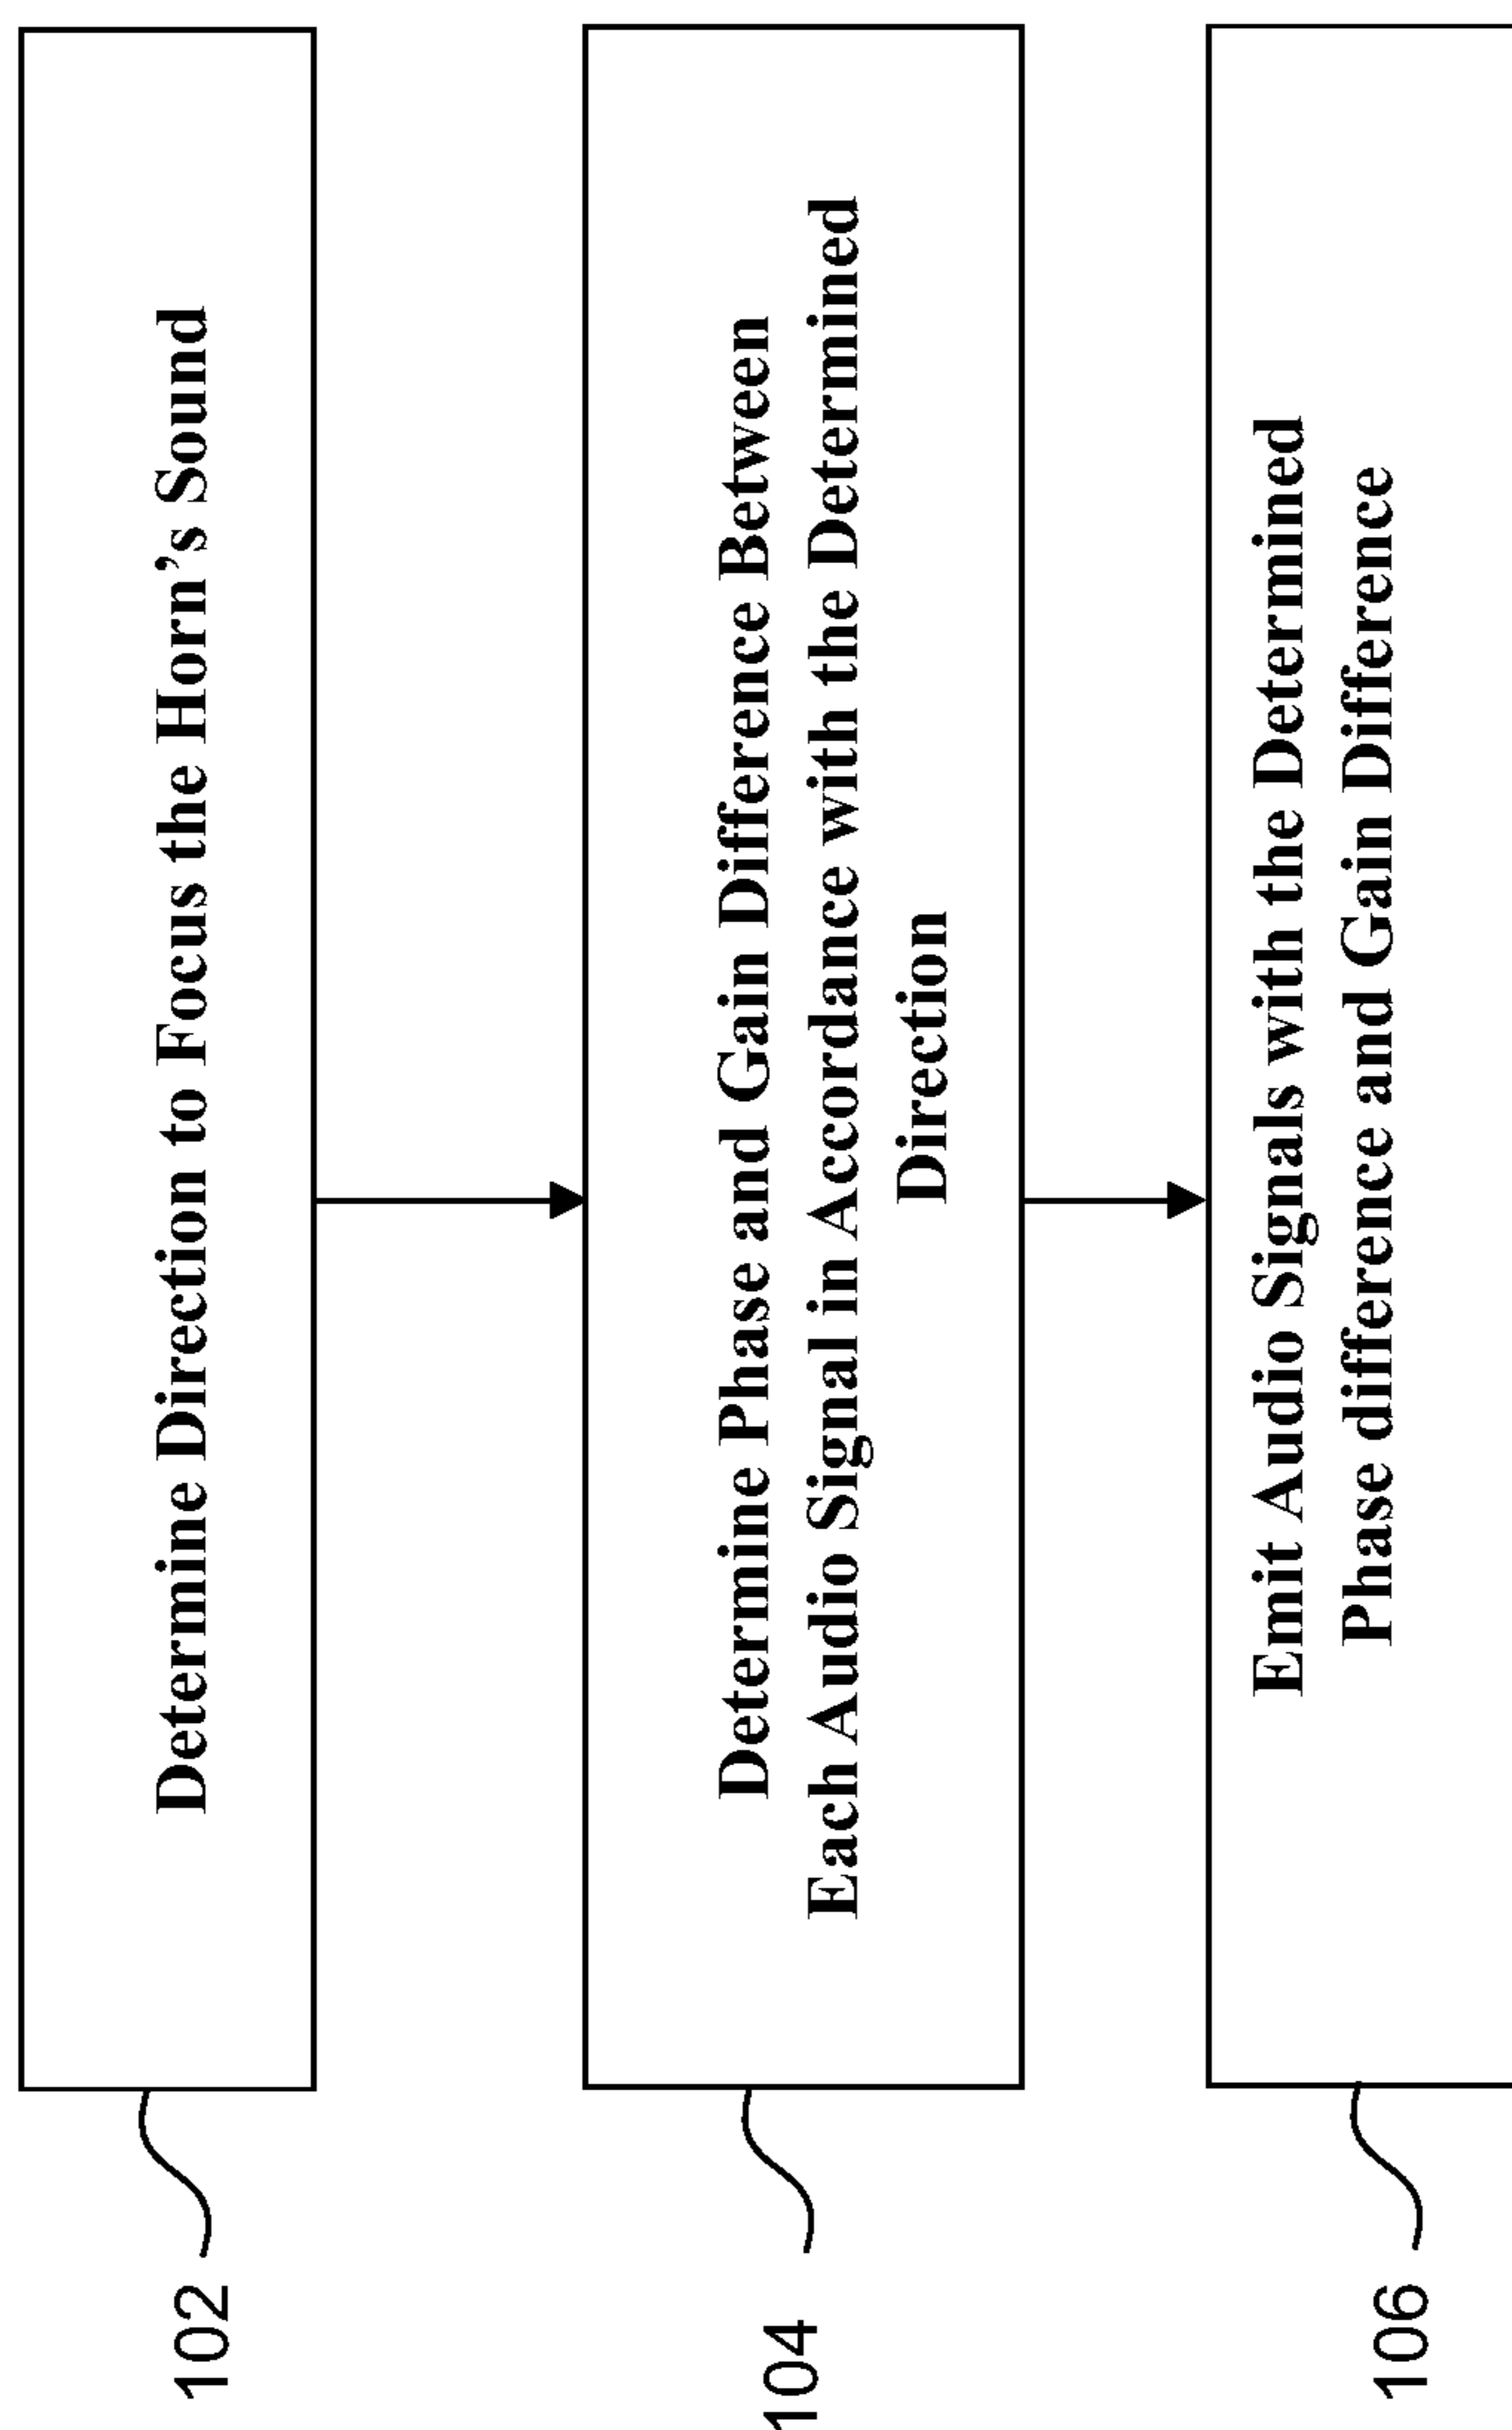 102
Determine Direction to Focus the Horn's Sound
104
Determine Phase and Gain Difference Between
Each Audio Signal in Accordance with the Determined
Direction
106
Emit Audio Signals with the Determined
Phase difference and Gain Difference